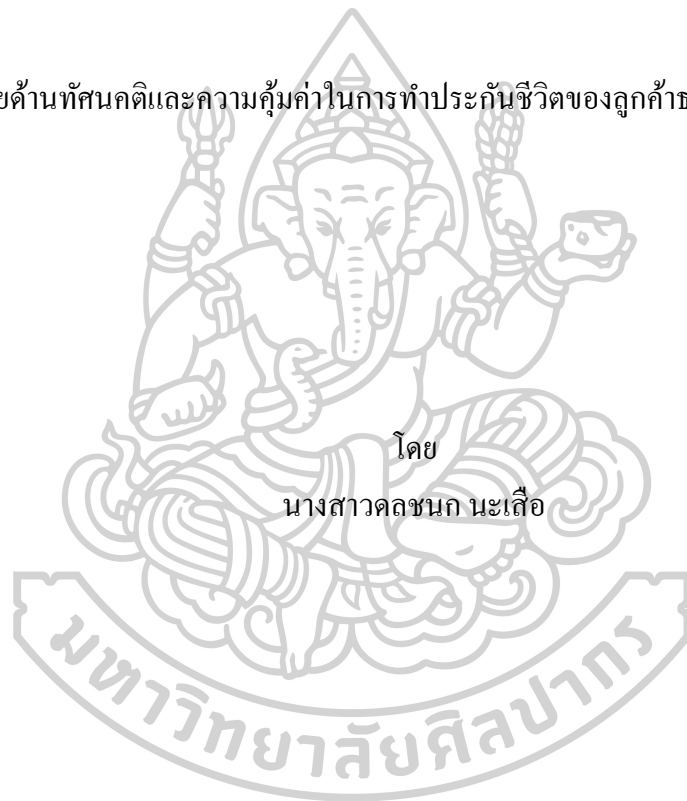 ยด้านทัศนคติและความคุ้มค่าในการทำประกันชีวิตของลูกค้าธ
โดย
นางสาวดลชนก นะเสือ
มหาวิทยาลัยศิลปากร